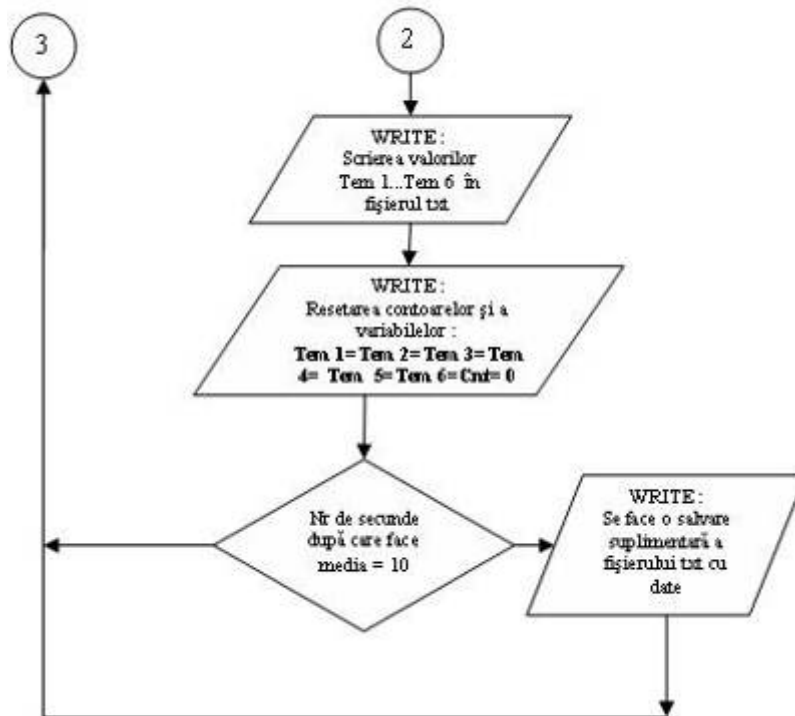 3
2
WRITE :
Scrierea valorilor
Tem 1...Tem 6 în
fişierul txt
WRITE :
Resetarea contoarelor şi a
variabilelor :
Tem 1= Tem 2= Tem 3= Tem
4= Tem 5= Tem 6= Cnt= 0
Nr de secunde
după care face
media = 10
WRITE :
Se face o salvare
suplimentară a
fişierului txt cu
date